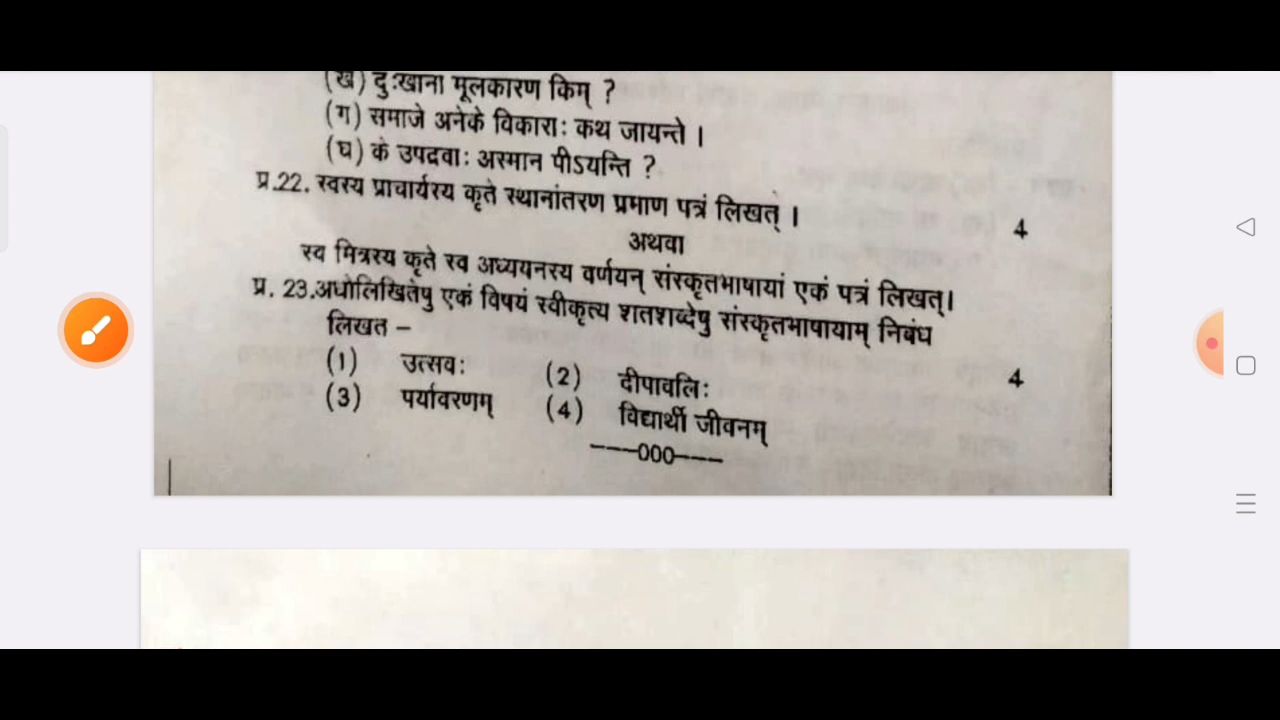 (ख) दुःखाना मूलकारण किम् ?
(ग) समाजे अनेके विकाराः कथ जायन्ते ।
(घ) के उपद्रवाः अस्मान पीऽयन्ति ?
प्र.22. स्वस्य प्राचार्यस्य कृते स्थानांतरण प्रमाण पत्रं लिखत् । 4
अथवा
स्व मित्रस्य कृते स्व अध्ययनस्य वर्णयन् संस्कृतभाषायां एकं पत्रं लिखत्।
प्र. 23.अधोलिखितेषु एकं विषयं स्वीकृत्य शतशब्देषु संस्कृतभाषायाम् निबंध
लिखत – 4
(1) उत्सवः (2) दीपावलिः
(3) पर्यावरणम् (4) विद्यार्थी जीवनम्
---000---